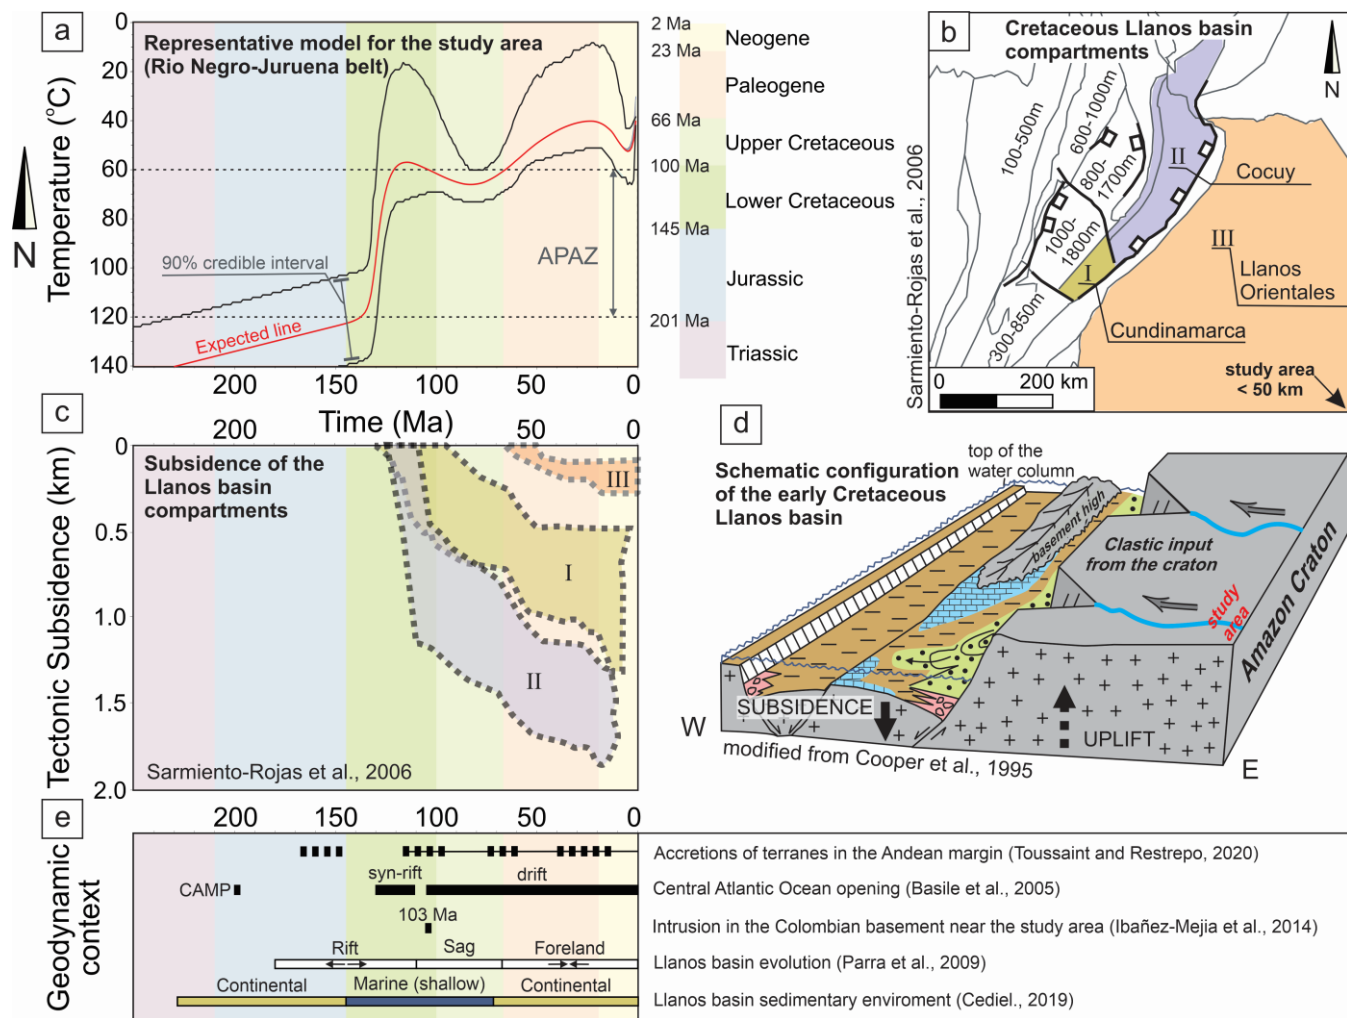 a
Representative model for the study area
(Rio Negro-Juruena belt)
Temperature (°C)
0
20
40
60
80
100
120
140
N
90% credible interval
Expected line
APAZ
200
150
100
50
0
Time (Ma)
2 Ma
Neogene
23 Ma
Paleogene
66 Ma
Upper Cretaceous
100 Ma
Lower Cretaceous
145 Ma
Jurassic
201 Ma
Triassic
b
Cretaceous Llanos basin
compartments
N
Sarmiento-Rojas et al., 2006
100-500m
600-1000m
800-
1700m
1000-
1800m
300-850m
I
II
III
Cocuy
Llanos
Orientales
Cundinamarca
0
200 km
study area
< 50 km
c
200
50
0
Subsidence of the
Llanos basin
compartments
Tectonic Subsidence (km)
0
0.5
1.0
1.5
2.0
I
II
III
Sarmiento-Rojas et al., 2006
d
Schematic configuration
of the early Cretaceous
Llanos basin
top of the
water column
basement high
Clastic input
from the craton
study
area
Amazon Craton
SUBSIDENCE
UPLIFT
W
E
modified from Cooper et al., 1995
e
200
150
100
50
0
Geodynamic
context
Accretions of terranes in the Andean margin (Toussaint and Restrepo, 2020)
CAMP
syn-rift
drift
Central Atlantic Ocean opening (Basile et al., 2005)
103 Ma
Intrusion in the Colombian basement near the study area (Ibañez-Mejia et al., 2014)
Rift
Sag
Foreland
Llanos basin evolution (Parra et al., 2009)
Continental
Marine (shallow)
Continental
Llanos basin sedimentary enviroment (Cediel., 2019)